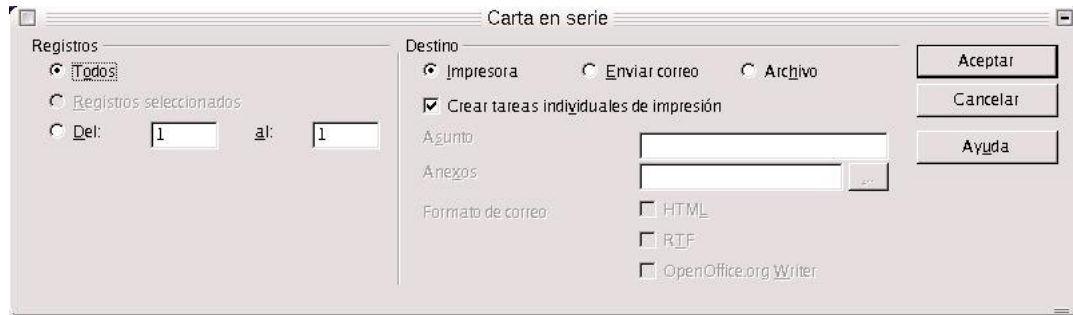 Carta en serie
Registros
Todos
Registros seleccionados
Del: 1 al: 1
Destino
Impresora Enviar correo Archivo
Crear tareas individuales de impresión
Asunto
Anexos ...
Formato de correo HTML
RTF
OpenOffice.org Writer
Aceptar
Cancelar
Ayuda